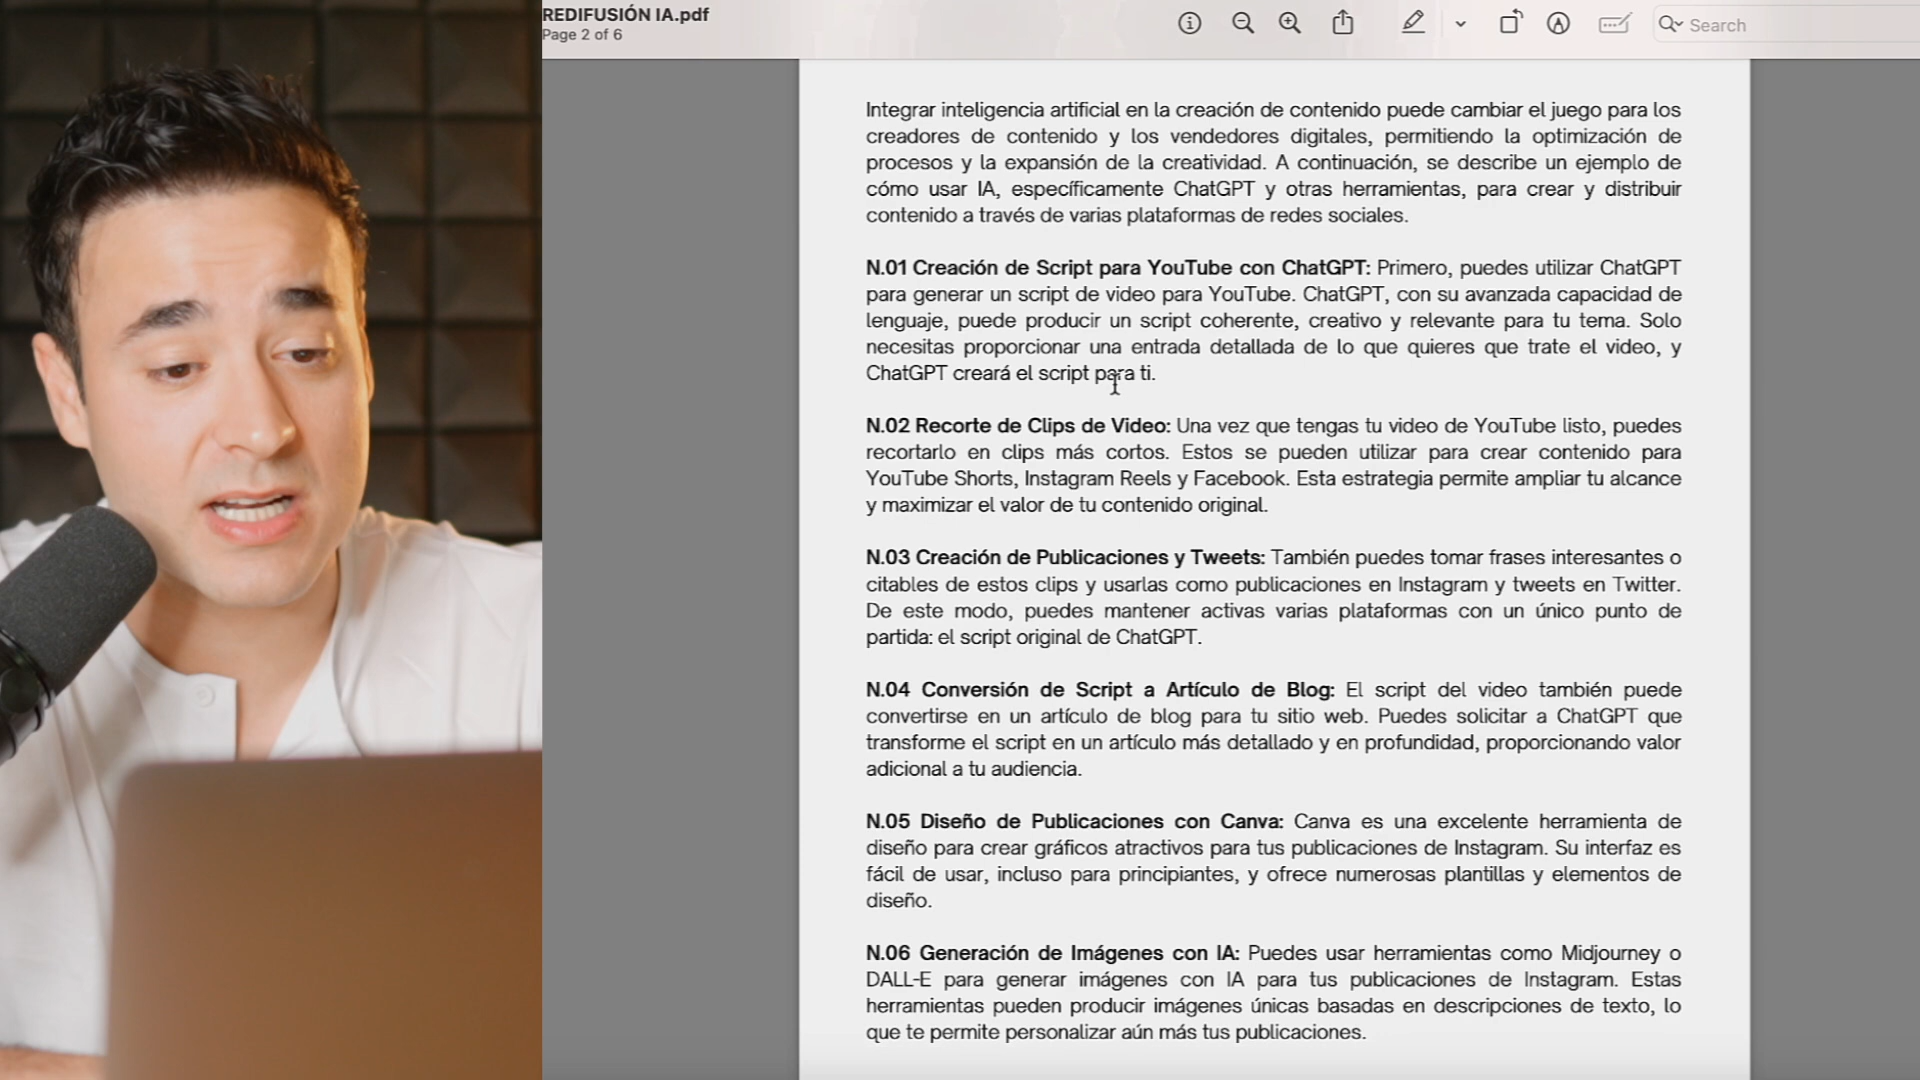 REDIFUSIÓN IA.pdf
Page 2 of 6
Search
Integrar inteligencia artificial en la creación de contenido puede cambiar el juego para los
creadores de contenido y los vendedores digitales, permitiendo la optimización de
procesos y la expansión de la creatividad. A continuación, se describe un ejemplo de
cómo usar IA, específicamente ChatGPT y otras herramientas, para crear y distribuir
contenido a través de varias plataformas de redes sociales.
N.01 Creación de Script para YouTube con ChatGPT: Primero, puedes utilizar ChatGPT
para generar un script de video para YouTube. ChatGPT, con su avanzada capacidad de
lenguaje, puede producir un script coherente, creativo y relevante para tu tema. Solo
necesitas proporcionar una entrada detallada de lo que quieres que trate el video, y
ChatGPT creará el script para ti.
N.02 Recorte de Clips de Video: Una vez que tengas tu video de YouTube listo, puedes
recortarlo en clips más cortos. Estos se pueden utilizar para crear contenido para
YouTube Shorts, Instagram Reels y Facebook. Esta estrategia permite ampliar tu alcance
y maximizar el valor de tu contenido original.
N.03 Creación de Publicaciones y Tweets: También puedes tomar frases interesantes o
citables de estos clips y usarlas como publicaciones en Instagram y tweets en Twitter.
De este modo, puedes mantener activas varias plataformas con un único punto de
partida: el script original de ChatGPT.
N.04 Conversión de Script a Artículo de Blog: El script del video también puede
convertirse en un artículo de blog para tu sitio web. Puedes solicitar a ChatGPT que
transforme el script en un artículo más detallado y en profundidad, proporcionando valor
adicional a tu audiencia.
N.05 Diseño de Publicaciones con Canva: Canva es una excelente herramienta de
diseño para crear gráficos atractivos para tus publicaciones de Instagram. Su interfaz es
fácil de usar, incluso para principiantes, y ofrece numerosas plantillas y elementos de
diseño.
N.06 Generación de Imágenes con IA: Puedes usar herramientas como Midjourney o
DALL-E para generar imágenes con IA para tus publicaciones de Instagram. Estas
herramientas pueden producir imágenes únicas basadas en descripciones de texto, lo
que te permite personalizar aún más tus publicaciones.